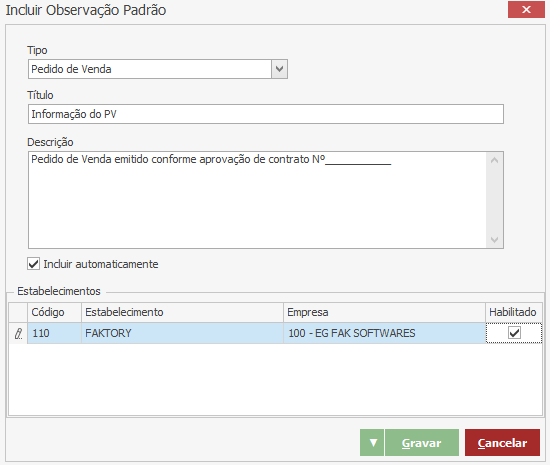 Incluir Observação Padrão
Tipo
Pedido de Venda
Título
Informação do PV
Descrição
Pedido de Venda emitido conforme aprovação de contrato Nº____________
Incluir automaticamente
Estabelecimentos
Código Estabelecimento Empresa Habilitado
110 FAKTORY 100 - EG FAK SOFTWARES
Gravar Cancelar